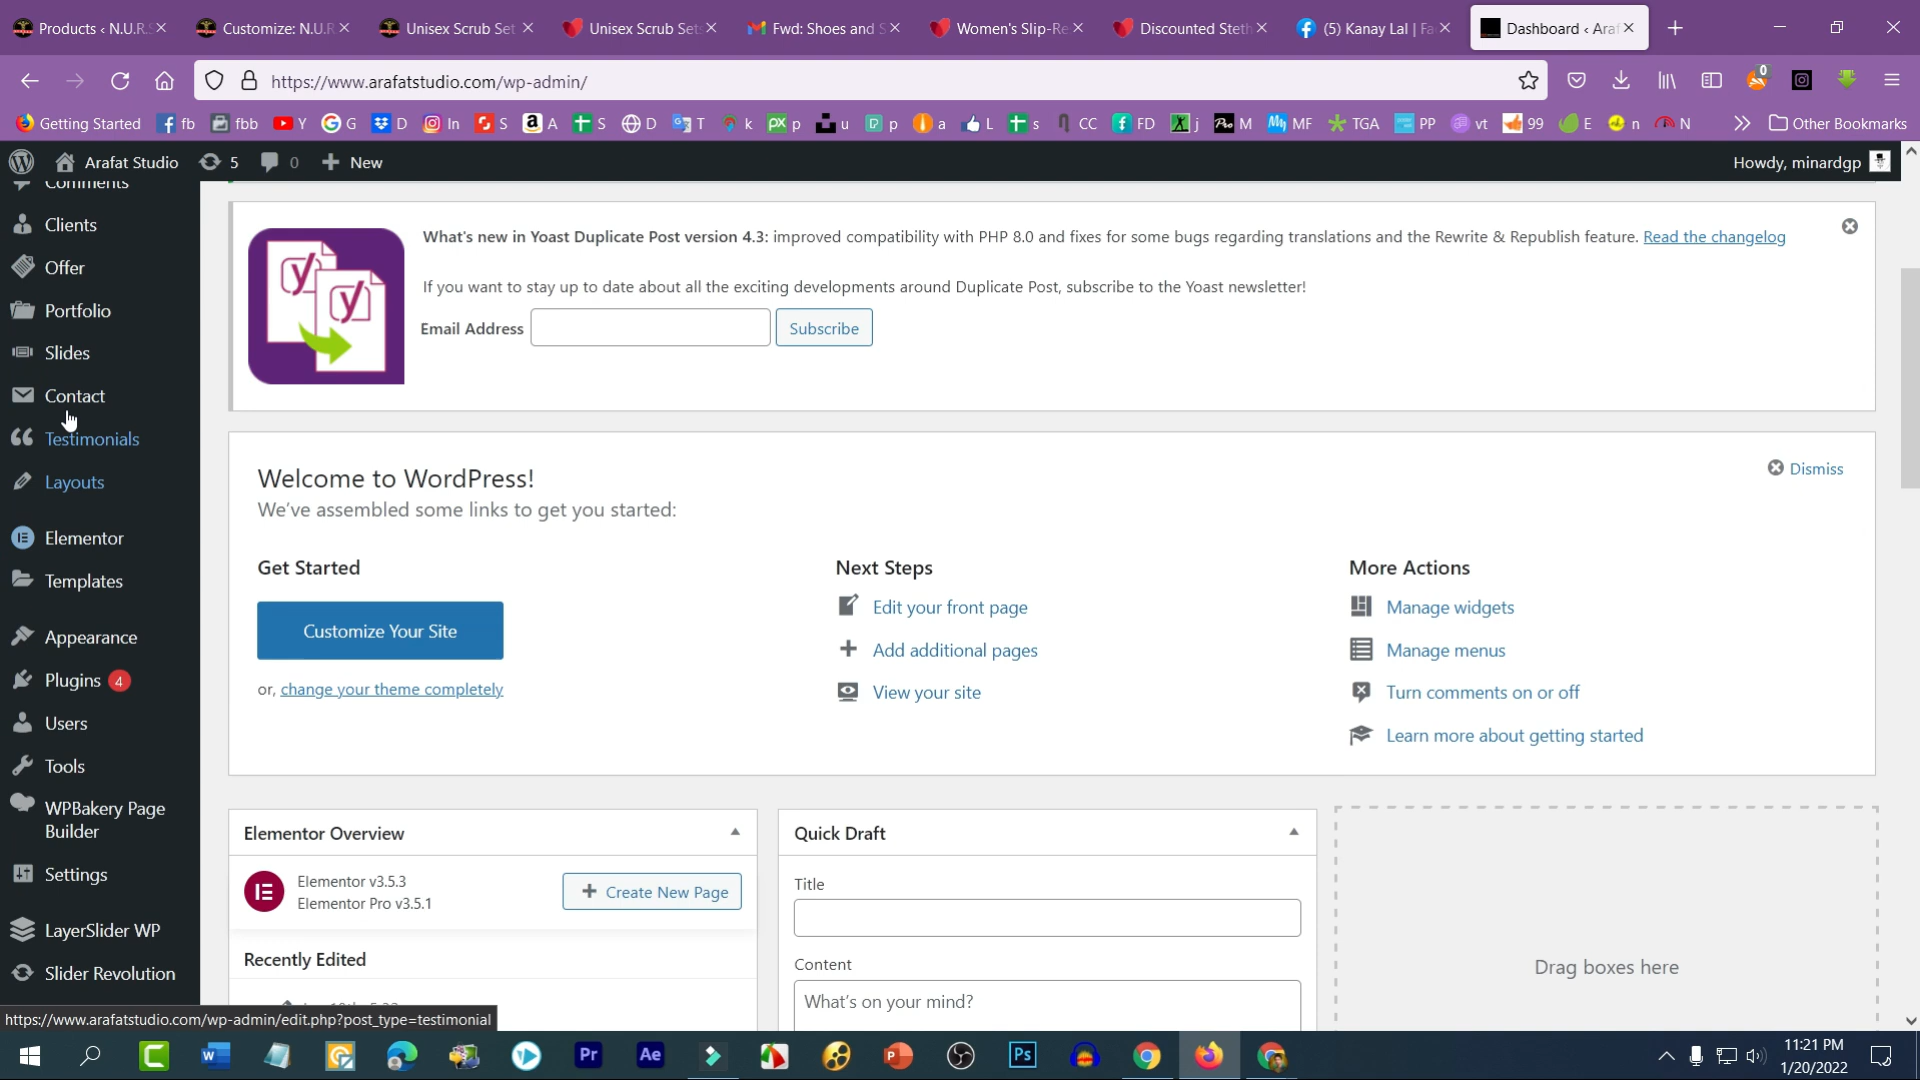 Products ‹ N.U.R.S
Customize: N.U.R
Unisex Scrub Set
Unisex Scrub Set
Fwd: Shoes and S
Women's Slip-Re
Discounted Steth
(5) Kanay Lal | Fa
Dashboard ‹ Araf
https://www.arafatstudio.com/wp-admin/
0
Getting Started
fb
fbb
Y
G
D
In
S
A
S
D
T
k
p
u
p
a
L
s
CC
FD
j
M
MF
TGA
PP
vt
99
E
n
N
Other Bookmarks
Arafat Studio
5
0
New
Howdy, minardgp
Comments
Clients
Offer
Portfolio
Slides
Contact
Testimonials
Layouts
Elementor
Templates
Appearance
Plugins 4
Users
Tools
WPBakery Page
Builder
Settings
LayerSlider WP
Slider Revolution
What's new in Yoast Duplicate Post version 4.3: improved compatibility with PHP 8.0 and fixes for some bugs regarding translations and the Rewrite & Republish feature. Read the changelog
If you want to stay up to date about all the exciting developments around Duplicate Post, subscribe to the Yoast newsletter!
Email Address
Subscribe
Welcome to WordPress!
Dismiss
We've assembled some links to get you started:
Get Started
Customize Your Site
or, change your theme completely
Next Steps
Edit your front page
Add additional pages
View your site
More Actions
Manage widgets
Manage menus
Turn comments on or off
Learn more about getting started
Elementor Overview
Elementor v3.5.3
Elementor Pro v3.5.1
Create New Page
Recently Edited
Quick Draft
Title
Content
What's on your mind?
Drag boxes here
https://www.arafatstudio.com/wp-admin/edit.php?post_type=testimonial
Pr
Ae
Ps
11:21 PM
1/20/2022